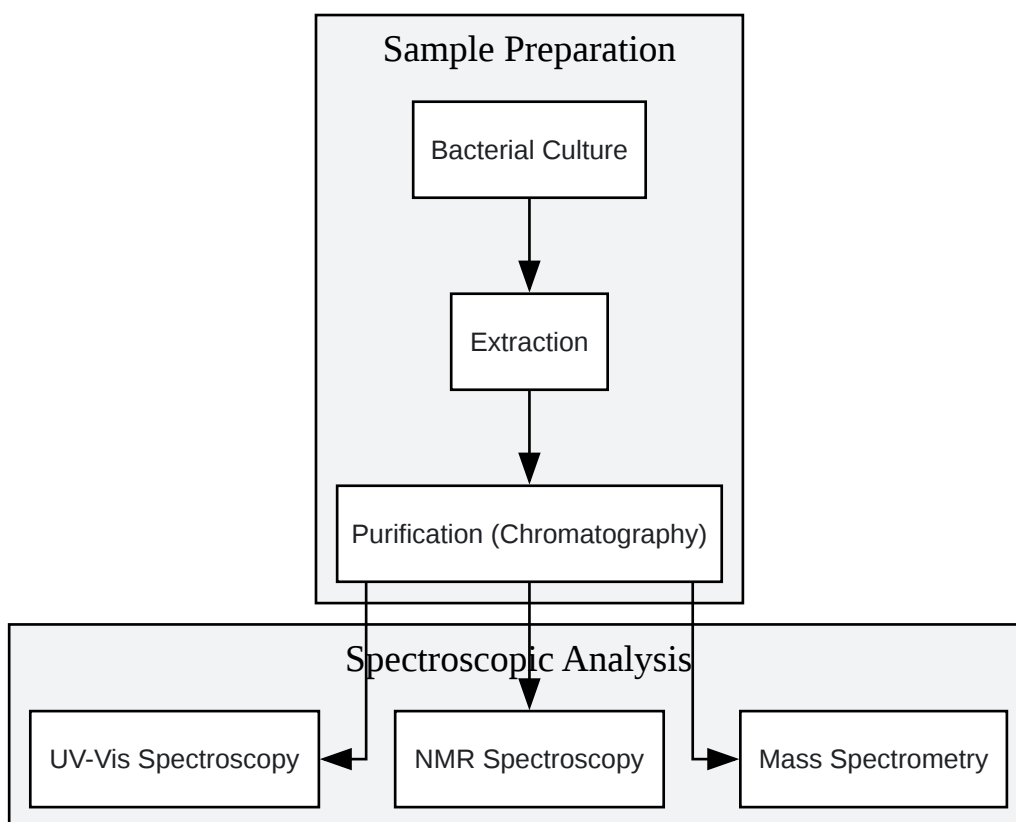 Sample Preparation
Bacterial Culture
Extraction
Purification (Chromatography)
Spectroscopic Analysis
UV-Vis Spectroscopy
NMR Spectroscopy
Mass Spectrometry